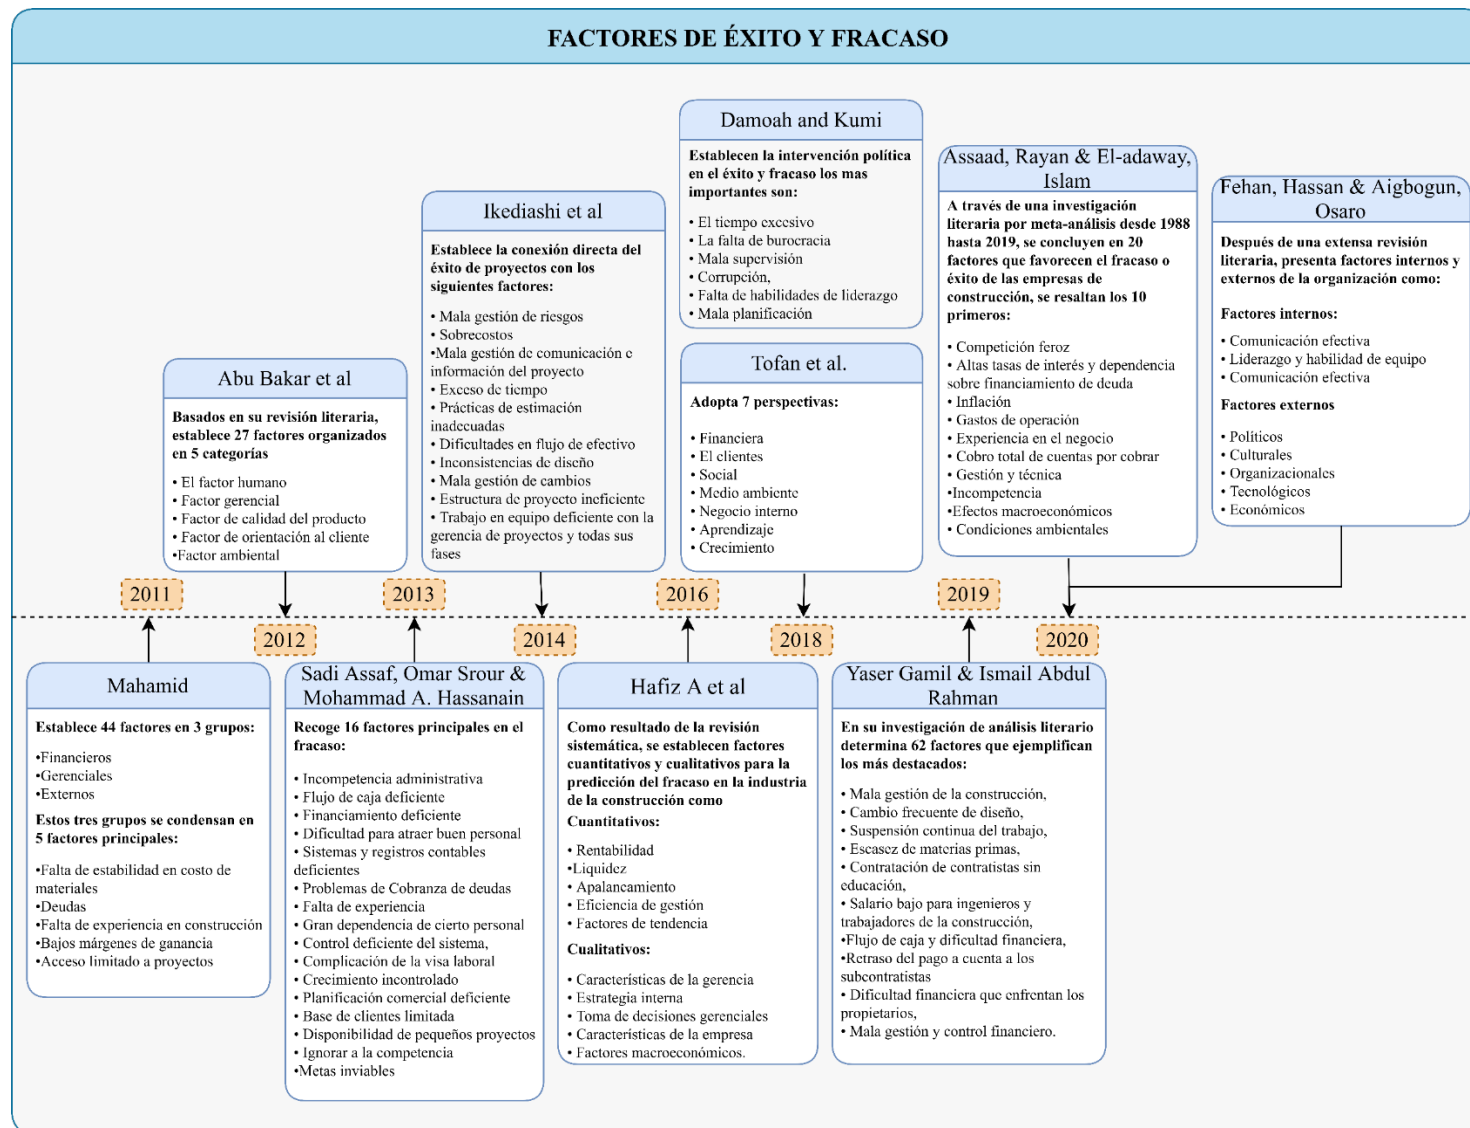 FACTORES DE ÉXITO Y FRACASO
Damoah and Kumi
Establecen la intervención política
en el éxito y fracaso los mas
importantes son:
• El tiempo excesivo
• La falta de burocracia
• Mala supervisión
• Corrupción,
• Falta de habilidades de liderazgo
• Mala planificación
Assaad, Rayan & El-adaway,
Islam
A través de una investigación
literaria por meta-análisis desde 1988
hasta 2019, se concluyen en 20
factores que favorecen el fracaso o
éxito de las empresas de
construcción, se resaltan los 10
primeros:
• Competición feroz
• Altas tasas de interés y dependencia
sobre financiamiento de deuda
• Inflación
• Gastos de operación
• Experiencia en el negocio
• Cobro total de cuentas por cobrar
• Gestión y técnica
•Incompetencia
•Efectos macroeconómicos
• Condiciones ambientales
Fehan, Hassan & Aigbogun,
Osaro
Después de una extensa revisión
literaria, presenta factores internos y
externos de la organización como:
Factores internos:
• Comunicación efectiva
• Liderazgo y habilidad de equipo
• Comunicación efectiva
Factores externos
• Políticos
• Culturales
• Organizacionales
• Tecnológicos
• Económicos
Ikediashi et al
Establece la conexión directa del
éxito de proyectos con los
siguientes factores:
• Mala gestión de riesgos
• Sobrecostos
•Mala gestión de comunicación e
información del proyecto
• Exceso de tiempo
• Prácticas de estimación
inadecuadas
• Dificultades en flujo de efectivo
• Inconsistencias de diseño
• Mala gestión de cambios
• Estructura de proyecto ineficiente
• Trabajo en equipo deficiente con la
gerencia de proyectos y todas sus
fases
Tofan et al.
Adopta 7 perspectivas:
• Financiera
• El clientes
• Social
• Medio ambiente
• Negocio interno
• Aprendizaje
• Crecimiento
Abu Bakar et al
Basados en su revisión literaria,
establece 27 factores organizados
en 5 categorías
• El factor humano
• Factor gerencial
• Factor de calidad del producto
• Factor de orientación al cliente
•Factor ambiental
2011
2012
2013
2014
2016
2018
2019
2020
Mahamid
Establece 44 factores en 3 grupos:
•Financieros
•Gerenciales
•Externos
Estos tres grupos se condensan en
5 factores principales:
•Falta de estabilidad en costo de
materiales
•Deudas
•Falta de experiencia en construcción
•Bajos márgenes de ganancia
•Acceso limitado a proyectos
Sadi Assaf, Omar Srour &
Mohammad A. Hassanain
Recoge 16 factores principales en el
fracaso:
• Incompetencia administrativa
• Flujo de caja deficiente
• Financiamiento deficiente
• Dificultad para atraer buen personal
• Sistemas y registros contables
deficientes
• Problemas de Cobranza de deudas
• Falta de experiencia
• Gran dependencia de cierto personal
• Control deficiente del sistema,
• Complicación de la visa laboral
• Crecimiento incontrolado
• Planificación comercial deficiente
• Base de clientes limitada
• Disponibilidad de pequeños proyectos
• Ignorar a la competencia
•Metas inviables
Hafiz A et al
Como resultado de la revisión
sistemática, se establecen factores
cuantitativos y cualitativos para la
predicción del fracaso en la industria
de la construcción como
Cuantitativos:
• Rentabilidad
•Liquidez
• Apalancamiento
• Eficiencia de gestión
• Factores de tendencia
Cualitativos:
• Características de la gerencia
• Estrategia interna
• Toma de decisiones gerenciales
• Características de la empresa
• Factores macroeconómicos.
Yaser Gamil & Ismail Abdul
Rahman
En su investigación de análisis literario
determina 62 factores que ejemplifican
los más destacados:
• Mala gestión de la construcción,
• Cambio frecuente de diseño,
• Suspensión continua del trabajo,
• Escasez de materias primas,
• Contratación de contratistas sin
educación,
• Salario bajo para ingenieros y
trabajadores de la construcción,
•Flujo de caja y dificultad financiera,
•Retraso del pago a cuenta a los
subcontratistas
• Dificultad financiera que enfrentan los
propietarios,
• Mala gestión y control financiero.